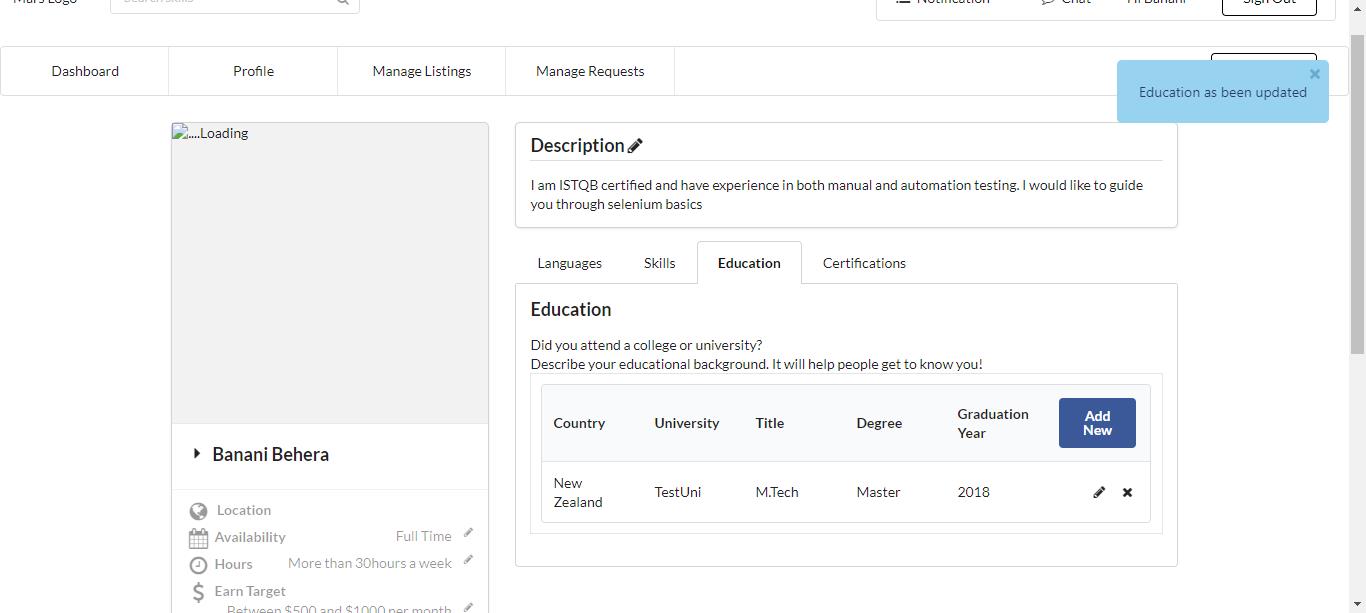 Mars Logo
Search skills
Notification
Chat
Hi Banani
Sign Out
Dashboard
Profile
Manage Listings
Manage Requests
Education as been updated
....Loading
Description
I am ISTQB certified and have experience in both manual and automation testing. I would like to guide
you through selenium basics
Languages
Skills
Education
Certifications
Education
Did you attend a college or university?
Describe your educational background. It will help people get to know you!
Country
University
Title
Degree
Graduation
Year
Add
New
New
Zealand
TestUni
M.Tech
Master
2018
Banani Behera
Location
Availability
Full Time
Hours
More than 30hours a week
Earn Target
Between $500 and $1000 per month